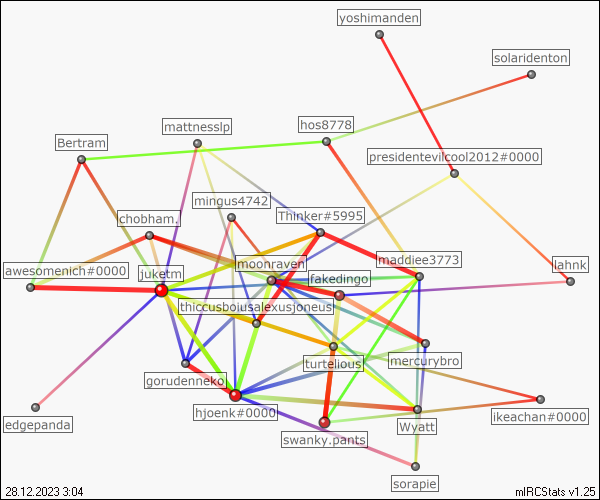 yoshimanden
solaridenton
hos8778
mattnesslp
Bertram
presidentevilcool2012#0000
mingus4742
chobham.
Thinker#5995
moonraven
maddiee3773
lahnk
awesomenich#0000
juketm
fakedingo
thiccusbousalexusjoneus
mercurybro
turtelious
gorudenneko
hjoenk#0000
ikeachan#0000
edgepanda
Wyatt
swanky.pants
sorapie
28.12.2023 3:04
mIRCStats v1.25